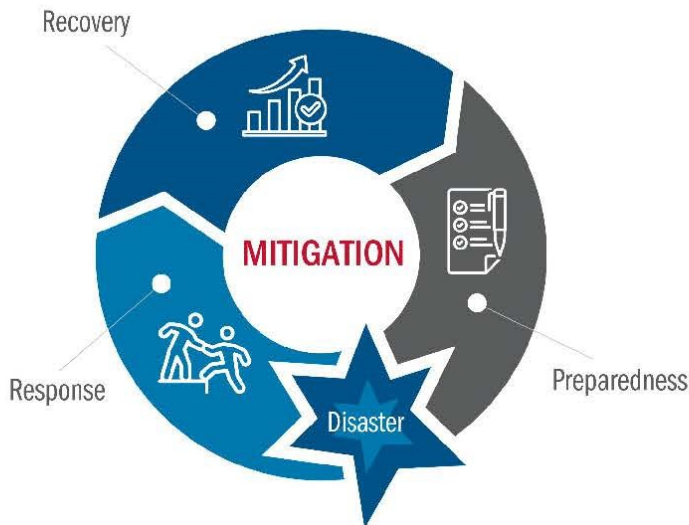 Recovery
MITIGATION
Response
Preparedness
Disaster